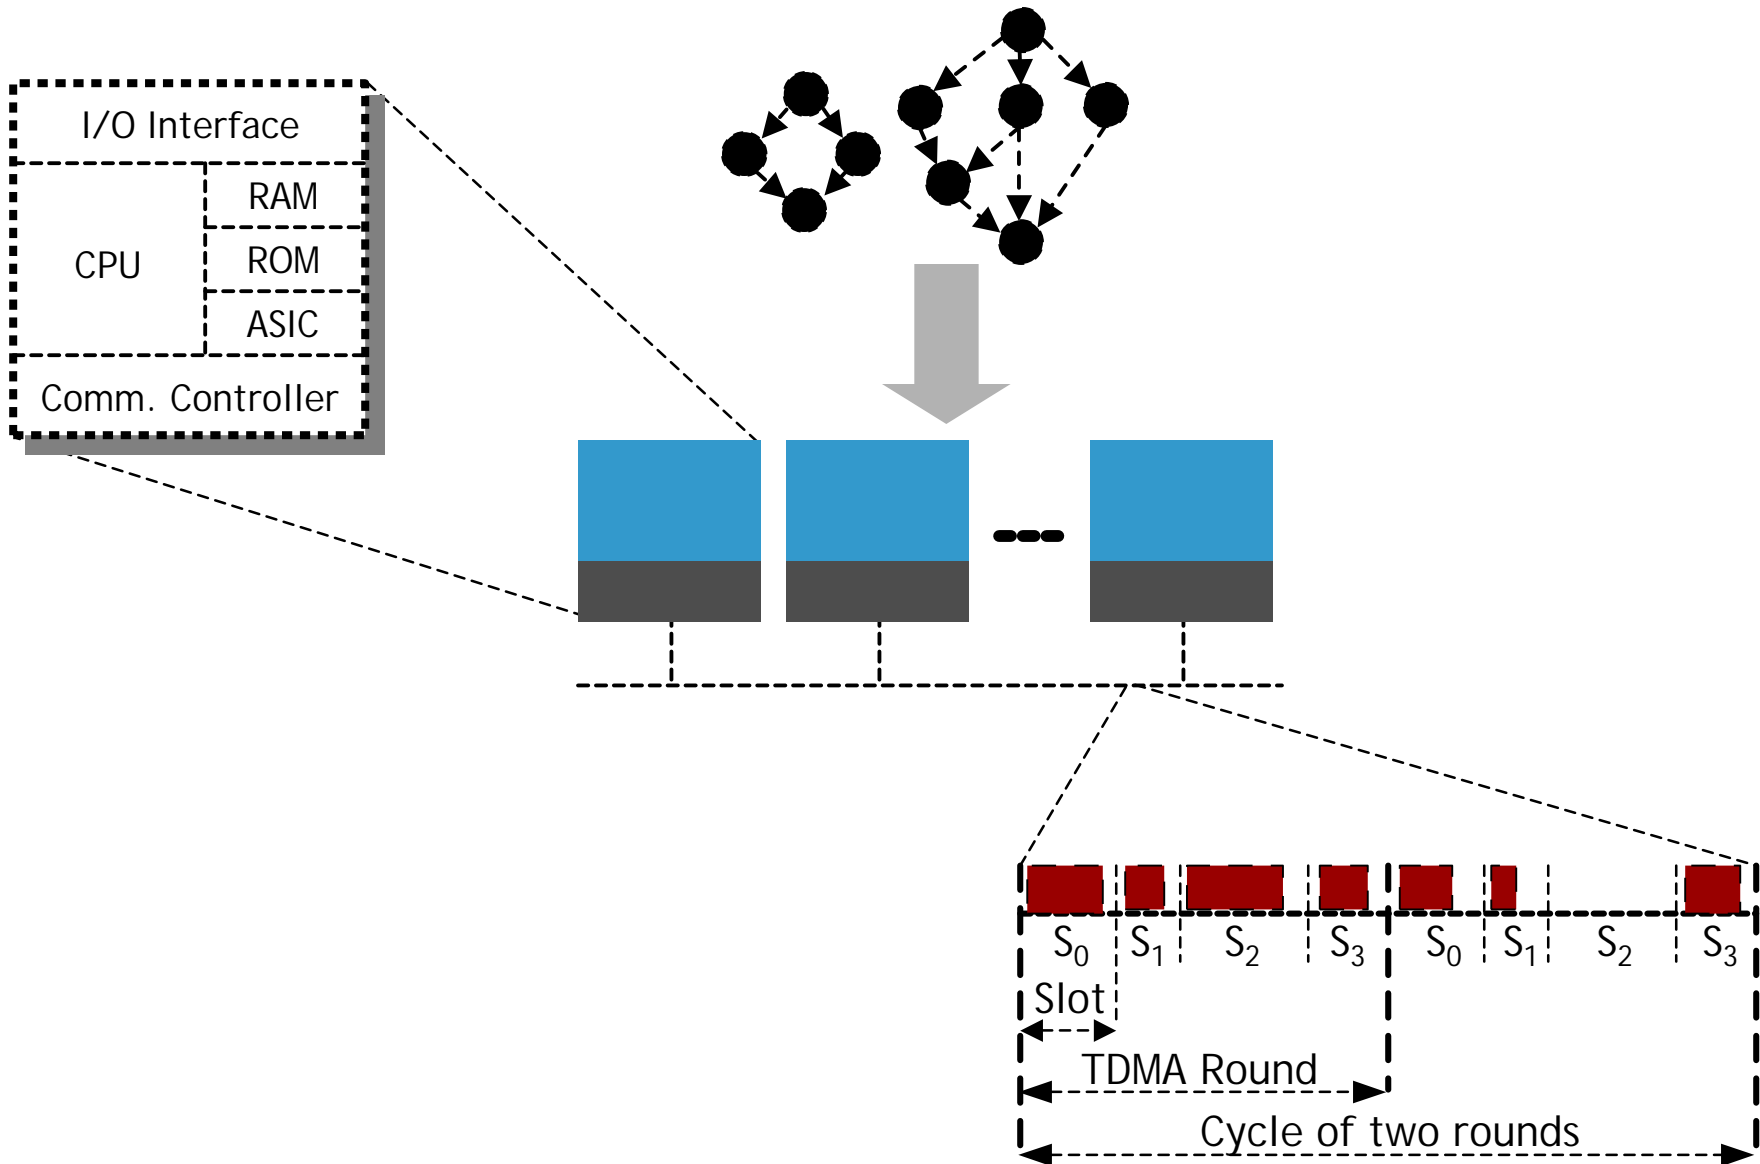 I/O Interface
RAM
CPU
ROM
ASIC
Comm. Controller
S0 S1 S2 S3 S0 S1 S2 S3
Slot
TDMA Round
Cycle of two rounds